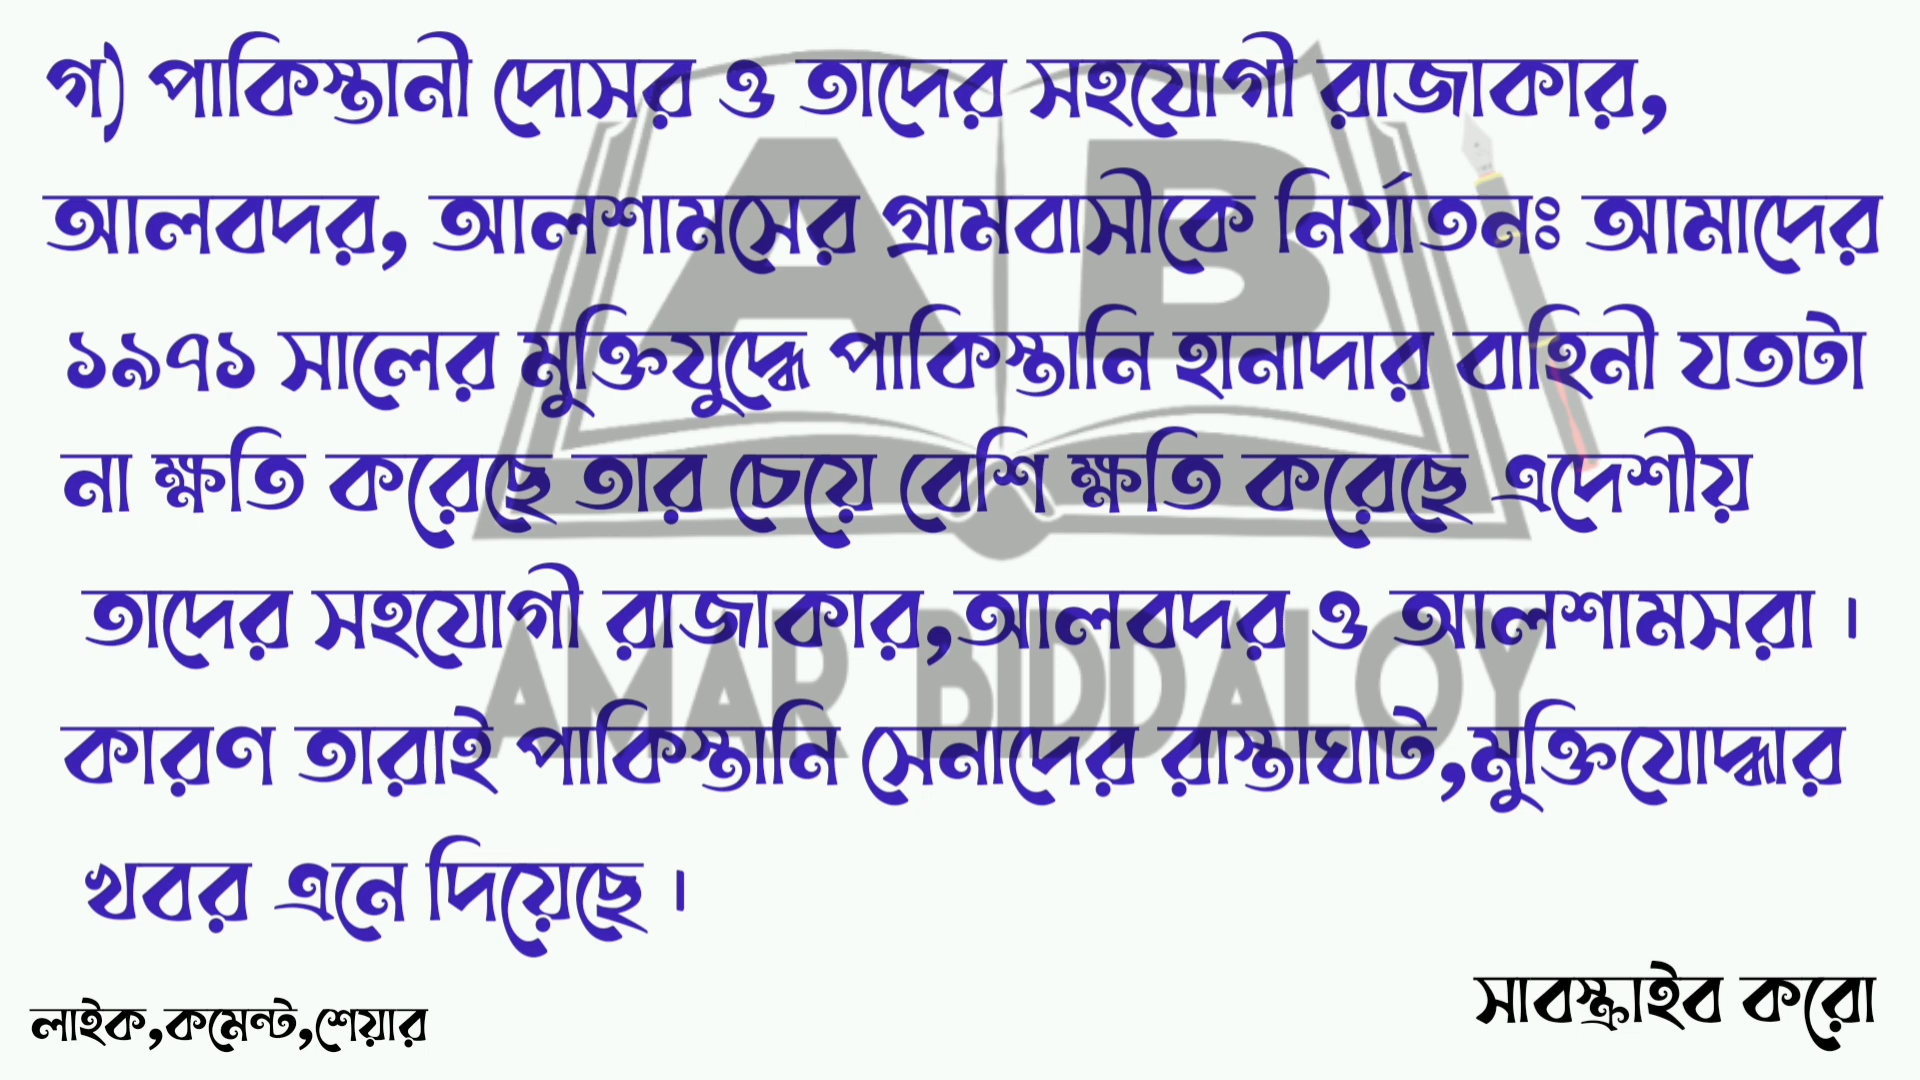 গ) পাকিস্তানী দোসর ও তাদের সহযোগী রাজাকার,
আলবদর, আলশামসের গ্রামবাসীকে নির্যাতনঃ আমাদের
১৯৭১ সালের মুক্তিযুদ্ধে পাকিস্তানি হানাদার বাহিনী যতটা
না ক্ষতি করেছে তার চেয়ে বেশি ক্ষতি করেছে এদেশীয়
তাদের সহযোগী রাজাকার,আলবদর ও আলশামসরা ।
কারণ তারাই পাকিস্তানি সেনাদের রাস্তাঘাট,মুক্তিযোদ্ধার
খবর এনে দিয়েছে ।
AB
AMAR BIDDALOY
লাইক,কমেন্ট,শেয়ার
সাবস্ক্রাইব করো